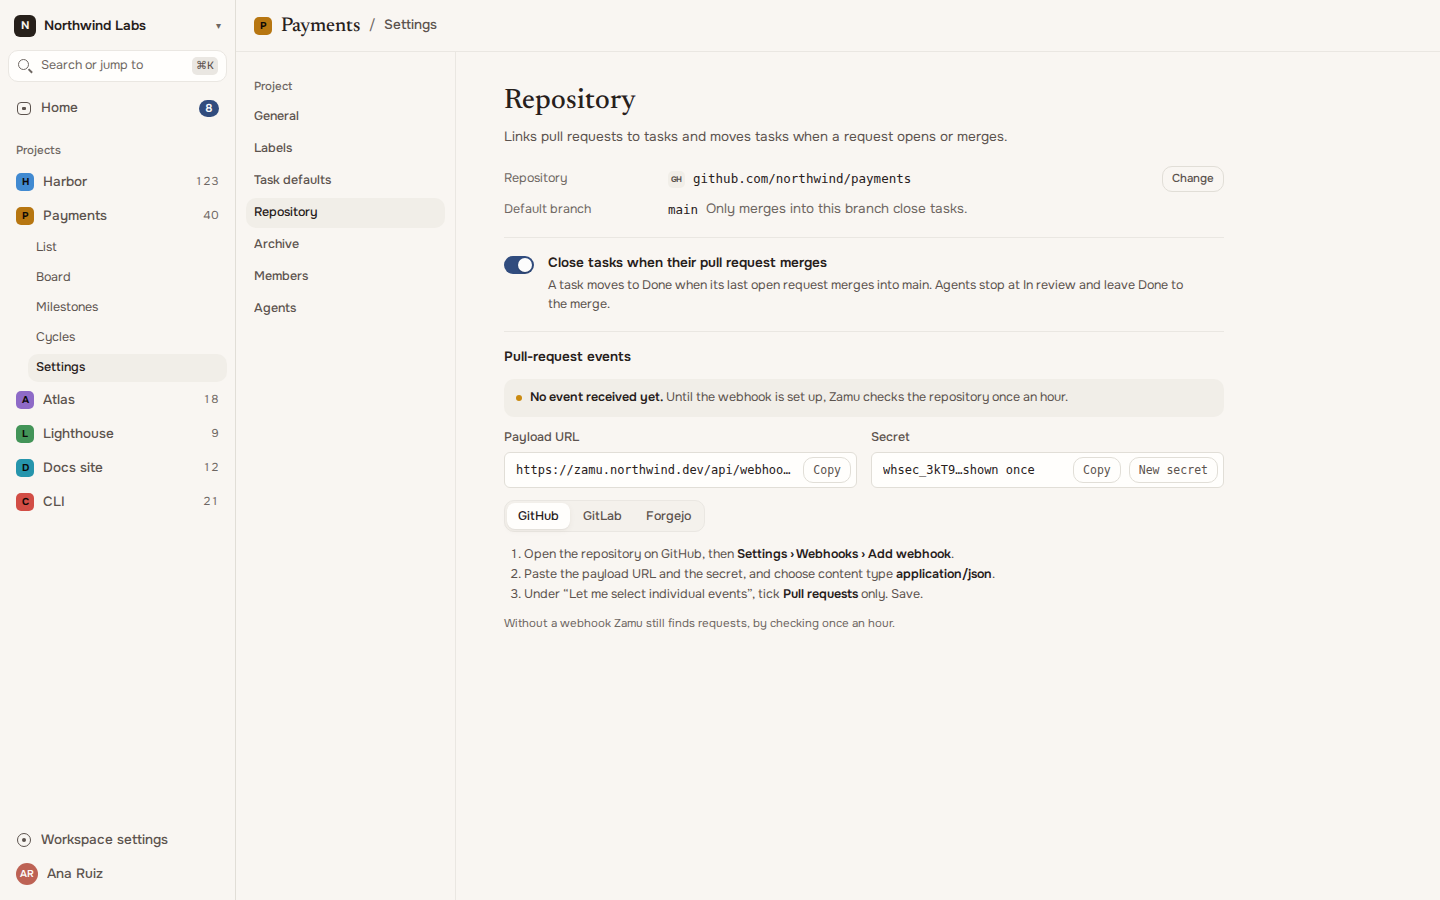 N Northwind Labs
Search or jump to ⌘K
Home 8
Projects
H Harbor 123
P Payments 40
List
Board
Milestones
Cycles
Settings
A Atlas 18
L Lighthouse 9
D Docs site 12
C CLI 21
Workspace settings
AR Ana Ruiz
P Payments / Settings
Project
General
Labels
Task defaults
Repository
Archive
Members
Agents
Repository
Links pull requests to tasks and moves tasks when a request opens or merges.
Repository GH github.com/northwind/payments Change
Default branch main Only merges into this branch close tasks.
Close tasks when their pull request merges
A task moves to Done when its last open request merges into main. Agents stop at In review and leave Done to
the merge.
Pull-request events
No event received yet. Until the webhook is set up, Zamu checks the repository once an hour.
Payload URL Secret
https://zamu.northwind.dev/api/webhoo… Copy whsec_3kT9…shown once Copy New secret
GitHub GitLab Forgejo
1. Open the repository on GitHub, then Settings › Webhooks › Add webhook.
2. Paste the payload URL and the secret, and choose content type application/json.
3. Under “Let me select individual events”, tick Pull requests only. Save.
Without a webhook Zamu still finds requests, by checking once an hour.